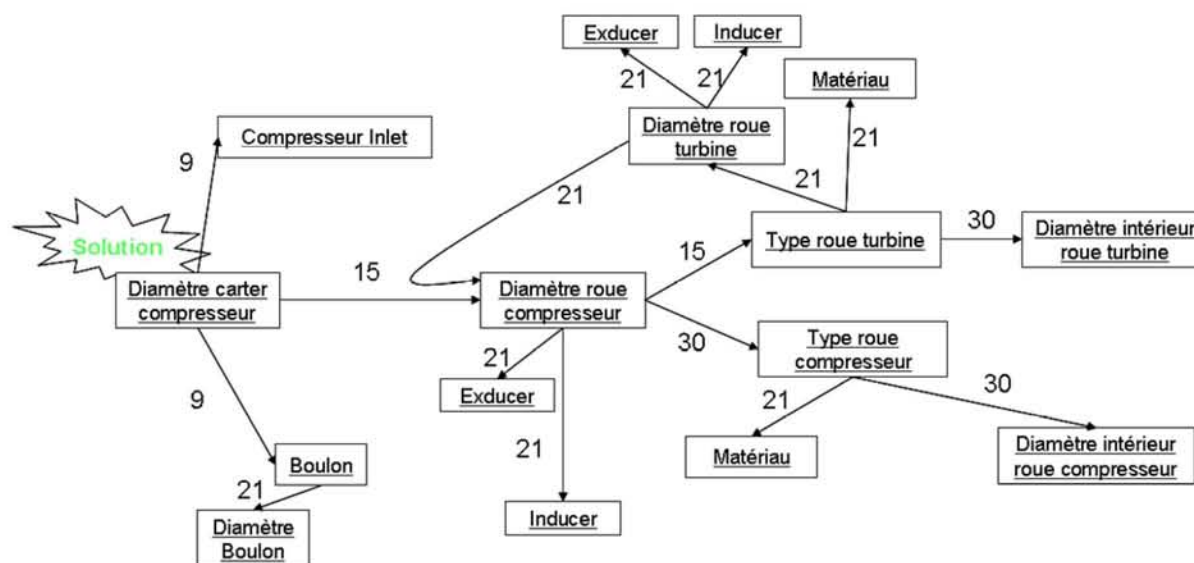 Exducer
Inducer
21
21
Matériau
Compresseur Inlet
Diamètre roue
turbine
9
21
21
21
Solution
Type roue turbine
30
Diamètre intérieur
roue turbine
15
15
Diamètre carter
compresseur
Diamètre roue
compresseur
30
Type roue
compresseur
21
30
21
9
Exducer
21
Matériau
Diamètre intérieur
roue compresseur
Boulon
21
Inducer
Diamètre
Boulon